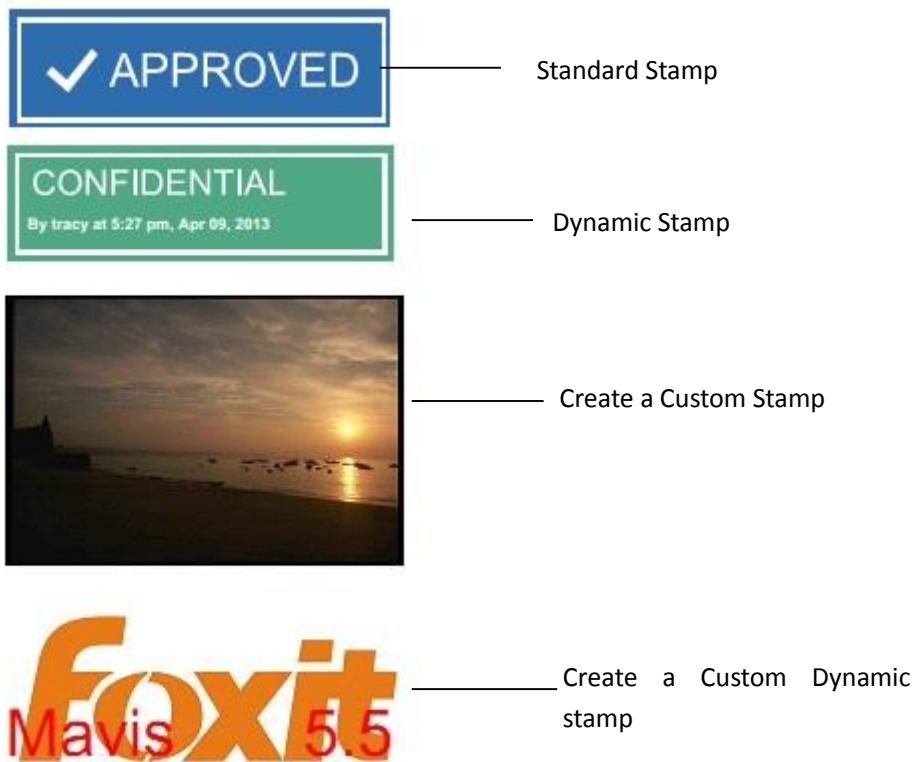 APPROVED
Standard Stamp
CONFIDENTIAL
By tracy at 5:27 pm, Apr 09, 2013
Dynamic Stamp
Create a Custom Stamp
foxit
Mavis 5.5
Create a Custom Dynamic
stamp